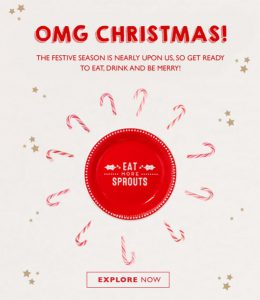 OMG CHRISTMAS!
THE FESTIVE SEASON IS NEARLY UPON US, SO GET READY
TO EAT, DRINK AND BE MERRY!
EAT
MORE
SPROUTS
EXPLORE NOW